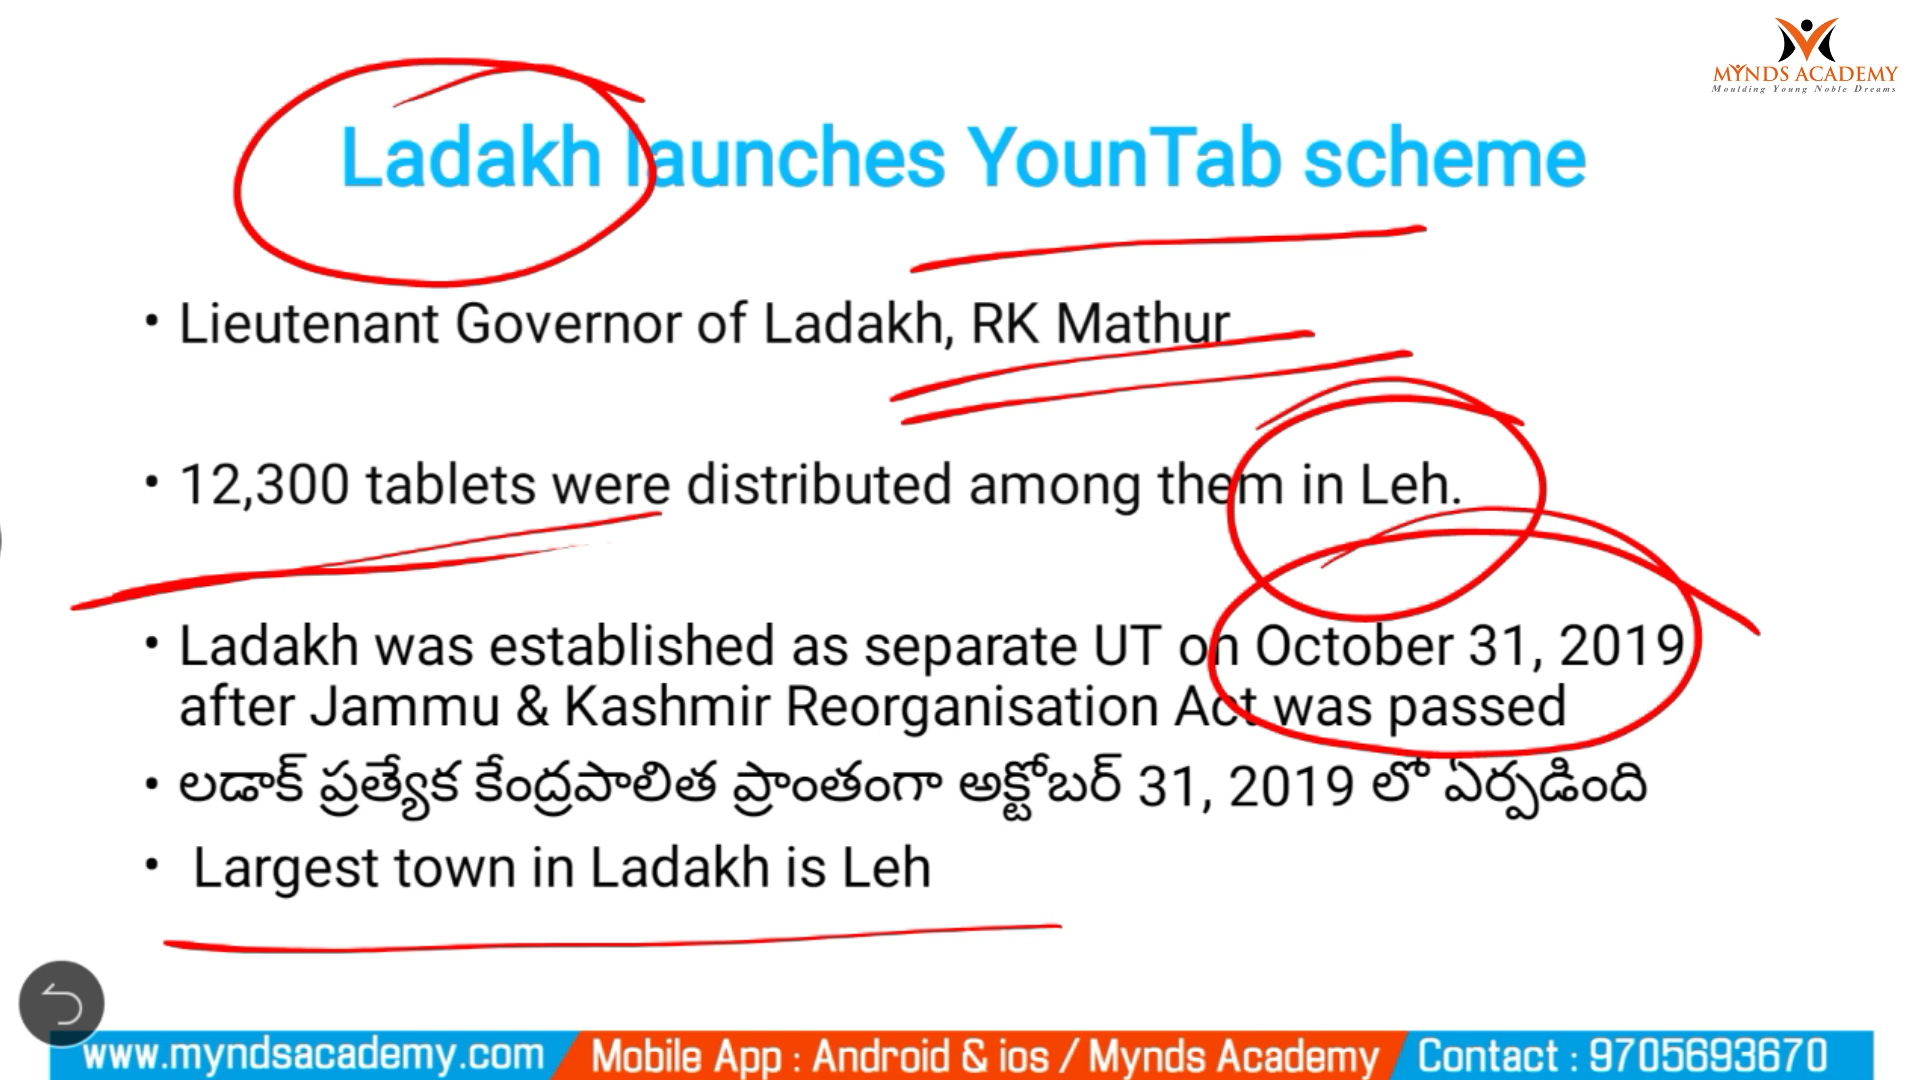 MYNDS ACADEMY
Moulding Young Noble Dreams
Ladakh launches YounTab scheme
• Lieutenant Governor of Ladakh, RK Mathur
• 12,300 tablets were distributed among them in Leh.
• Ladakh was established as separate UT on October 31, 2019
after Jammu & Kashmir Reorganisation Act was passed
• లడాక్ ప్రత్యేక కేంద్రపాలిత ప్రాంతంగా అక్టోబర్ 31, 2019 లో ఏర్పడింది
• Largest town in Ladakh is Leh
www.myndsacademy.com Mobile App : Android & ios / Mynds Academy Contact : 9705693670